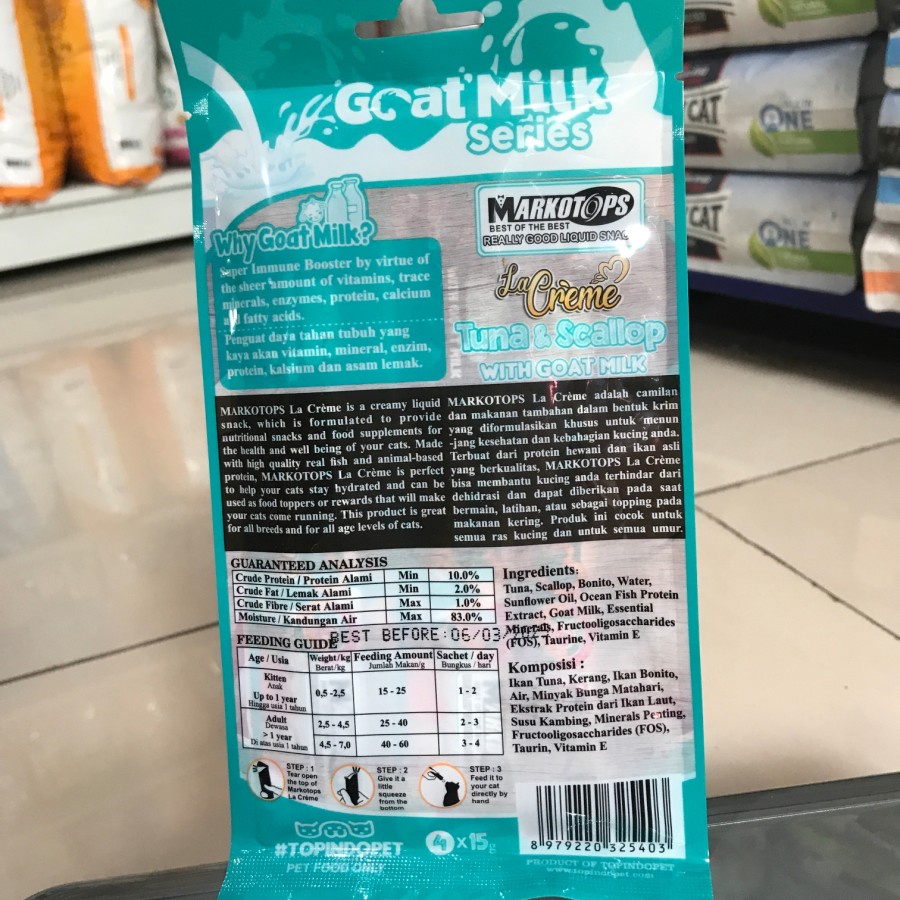 Goat Milk
Series
Why Goat Milk?
Super Immune Booster by virtue of
the sheer amount of vitamins, trace
minerals, enzymes, protein, calcium
and fatty acids.
Penguat daya tahan tubuh yang
kaya akan vitamin, mineral, enzim,
protein, kalsium dan asam lemak.
MARKOTOPS
BEST OF THE BEST
REALLY GOOD LIQUID SNAC
La Crème
Tuna & Scallop
WITH GOAT MILK
MARKOTOPS La Crème is a creamy liquid
snack, which is formulated to provide
nutritional snacks and food supplements for
the health and well being of your cats. Made
with high quality real fish and animal-based
protein, MARKOTOPS La Crème is perfect
to help your cats stay hydrated and can be
used as food toppers or rewards that will make
your cats come running. This product is great
for all breeds and for all age levels of cats.
MARKOTOPS La Crème adalah camilan
dan makanan tambahan dalam bentuk krim
yang diformulasikan khusus untuk menun
-jang kesehatan dan kebahagian kucing anda.
Terbuat dari protein hewani dan ikan asli
yang berkualitas, MARKOTOPS La Crème
bisa membantu kucing anda terhindar dari
dehidrasi dan dapat diberikan pada saat
bermain, latihan, atau sebagai topping pada
makanan kering. Produk ini cocok untuk
semua ras kucing dan untuk semua umur.
GUARANTEED ANALYSIS
Crude Protein / Protein Alami Min 10.0%
Crude Fat / Lemak Alami Min 2.0%
Crude Fibre / Serat Alami Max 1.0%
Moisture / Kandungan Air Max 83.0%
BEST BEFORE:06/03/
FEEDING GUIDE
Age / Usia Weight/kg Feeding Amount Sachet / day
Berat/kg Jumlah Makan/g Bungkus / hari
Kitten
Anak
Up to 1 year
Hingga usia 1 tahun
0,5 -2,5 15 - 25 1 - 2
Adult
Dewasa
> 1 year
Di atas usia 1 tahun
2,5 - 4,5 25 - 40 2 - 3
4,5 - 7,0 40 - 60 3 - 4
Ingredients:
Tuna, Scallop, Bonito, Water,
Sunflower Oil, Ocean Fish Protein
Extract, Goat Milk, Essential
Minerals, Fructooligosaccharides
(FOS), Taurine, Vitamin E
Komposisi :
Ikan Tuna, Kerang, Ikan Bonito,
Air, Minyak Bunga Matahari,
Ekstrak Protein dari Ikan Laut,
Susu Kambing, Minerals Penting,
Fructooligosaccharides (FOS),
Taurin, Vitamin E
STEP : 1
Tear open
the top of
Markotops
La Crème
STEP : 2
Give it a
little
squeeze
from the
bottom
STEP : 3
Feed it to
your cat
directly by
hand
#TOPINDOPET
PET FOOD ONLY
4 x 15g
8 979220 325403
PRODUCT OF TOPINDOPET
www.topindopet.com
CAT
ONE
CAT
ONE